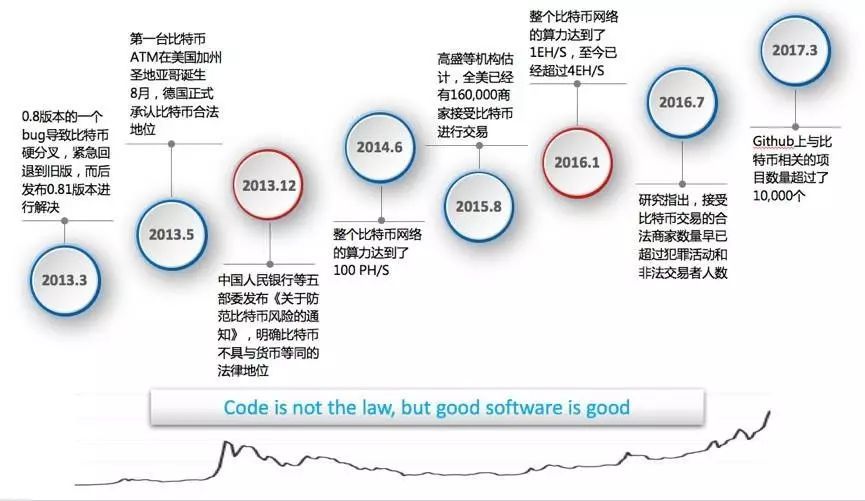 2013.3
0.8版本的一个
bug导致比特币
硬分叉，紧急回
退到旧版，而后
发布0.81版本进
行解决
2013.5
第一台比特币
ATM在美国加州
圣地亚哥诞生
8月，德国正式
承认比特币合法
地位
2013.12
中国人民银行等五
部委发布《关于防
范比特币风险的通
知》，明确比特币
不具与货币等同的
法律地位
2014.6
整个比特币网络
的算力达到了
100 PH/S
2015.8
高盛等机构估
计，全美已经
有160,000商
家接受比特币
进行交易
2016.1
整个比特币网络
的算力达到了
1EH/S，至今已
经超过4EH/S
2016.7
研究指出，接受
比特币交易的合
法商家数量早已
超过犯罪活动和
非法交易者人数
2017.3
Github上与比
特币相关的项
目数量超过了
10,000个
Code is not the law, but good software is good